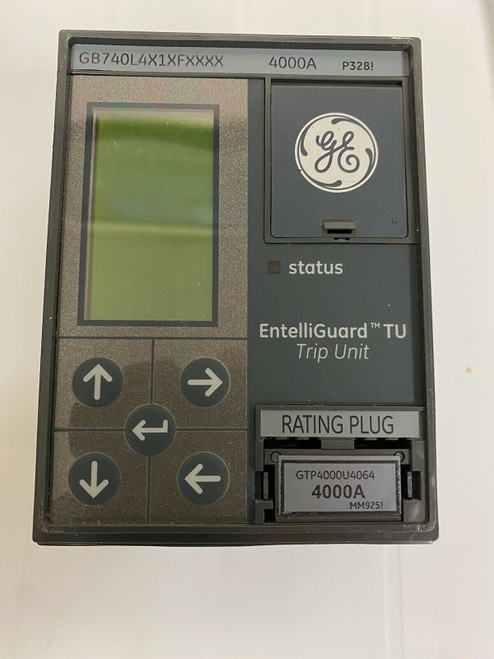 GB740L4X1XFXXXX 4000A P328!
GE
status
EntelliGuard™ TU
Trip Unit
RATING PLUG
GTP4000U4064
4000A
MM925!